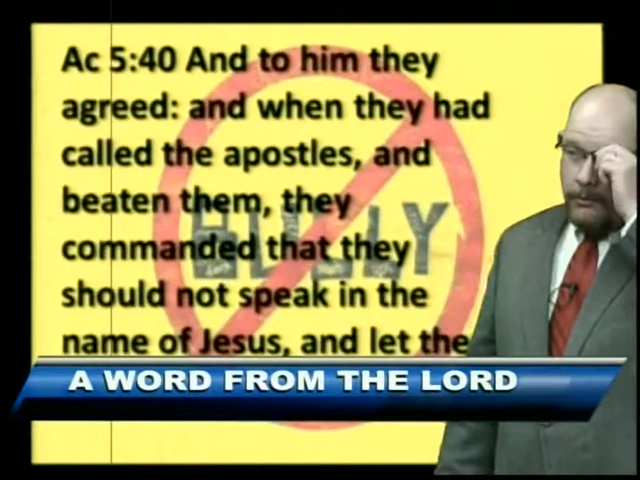 Ac 5:40 And to him they
agreed: and when they had
called the apostles, and
beaten them, they
commanded that they
should not speak in the
name of Jesus, and let the
BULLY
A WORD FROM THE LORD